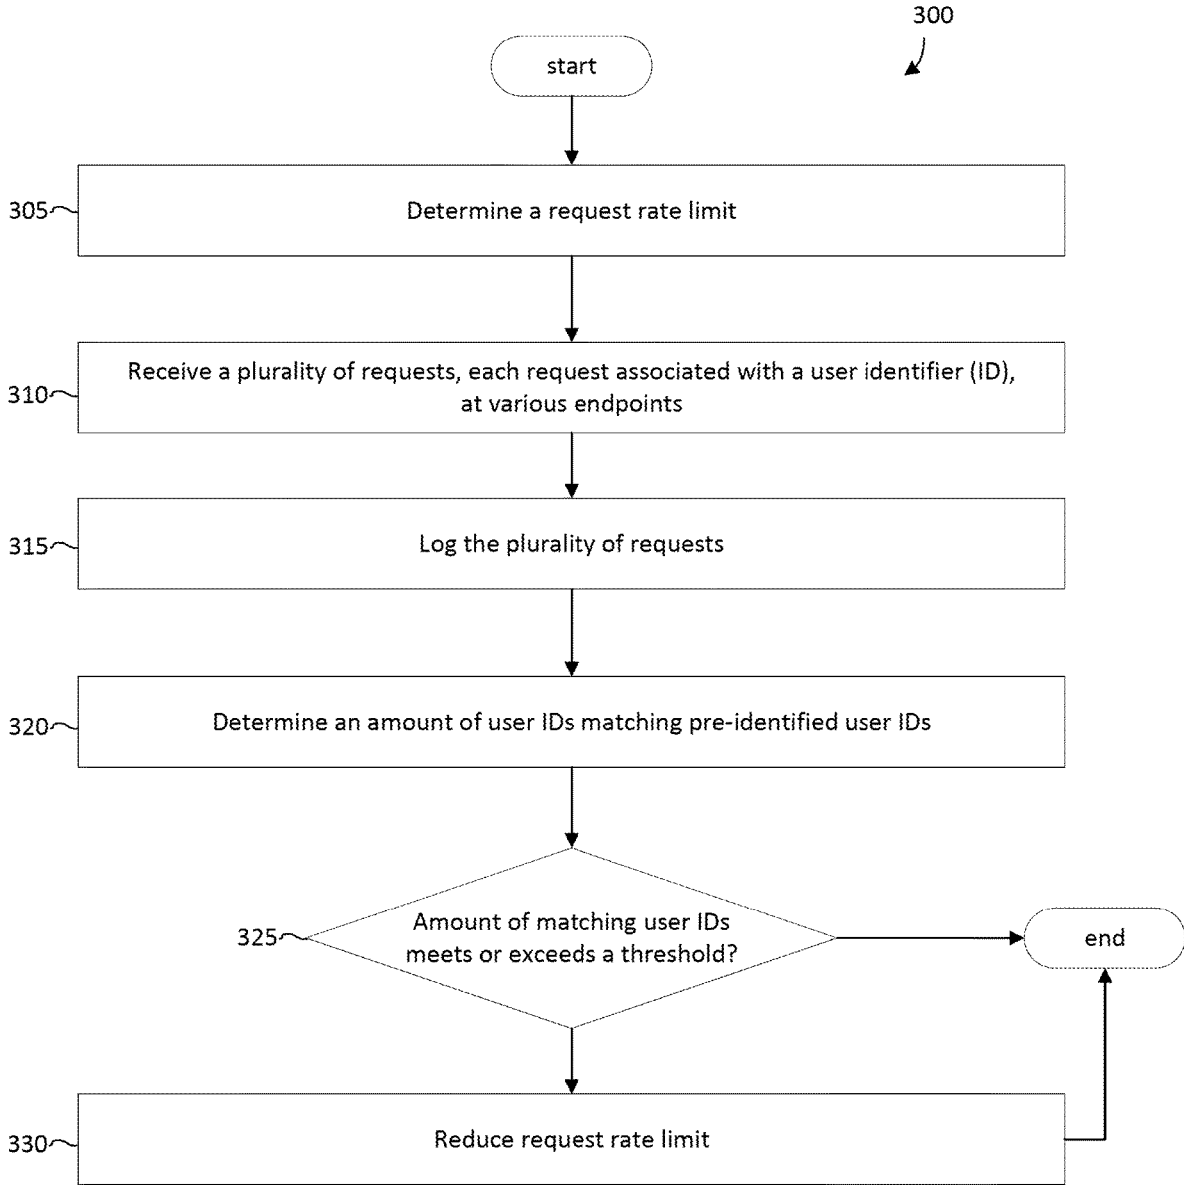 300
start
305
Determine a request rate limit
310
Receive a plurality of requests, each request associated with a user identifier (ID),
at various endpoints
315
Log the plurality of requests
320
Determine an amount of user IDs matching pre-identified user IDs
325
Amount of matching user IDs
meets or exceeds a threshold?
end
330
Reduce request rate limit